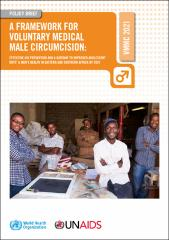 POLICY BRIEF
A FRAMEWORK FOR
VOLUNTARY MEDICAL
MALE CIRCUMCISION:
EFFECTIVE HIV PREVENTION AND A GATEWAY TO IMPROVED ADOLESCENT
BOYS' & MEN'S HEALTH IN EASTERN AND SOUTHERN AFRICA BY 2021
VMMC 2021
World Health
Organization
UNAIDS